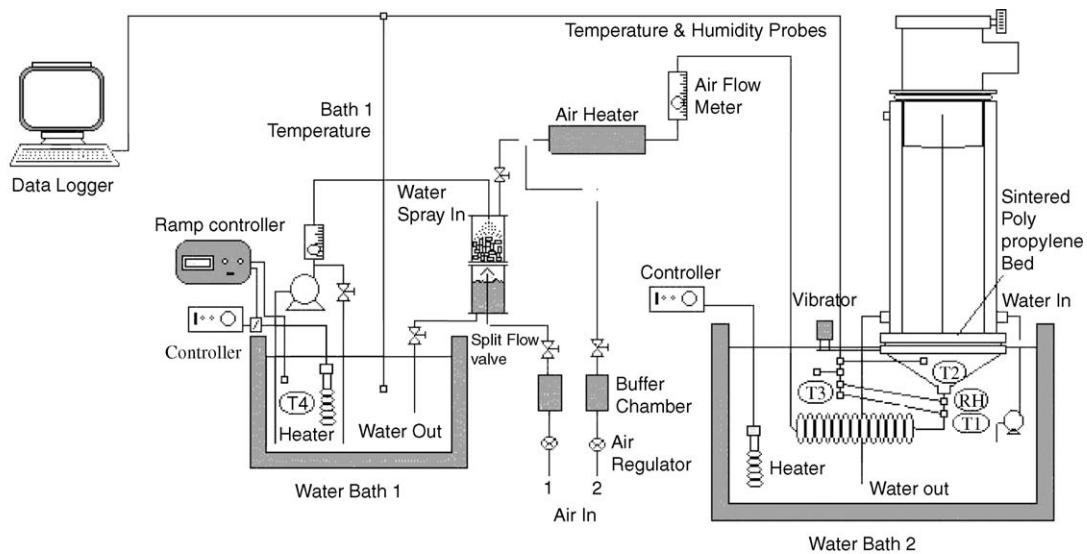 Temperature & Humidity Probes
Data Logger
Bath 1
Temperature
Air Heater
Air Flow
Meter
Water
Spray In
Ramp controller
Controller
Split Flow
valve
T4
Heater
Water Out
Water Bath 1
Buffer
Chamber
Air
Regulator
1
2
Air In
Sintered
Poly
propylene
Bed
Controller
Vibrator
Water In
T2
T3
RH
T1
Heater
Water out
Water Bath 2